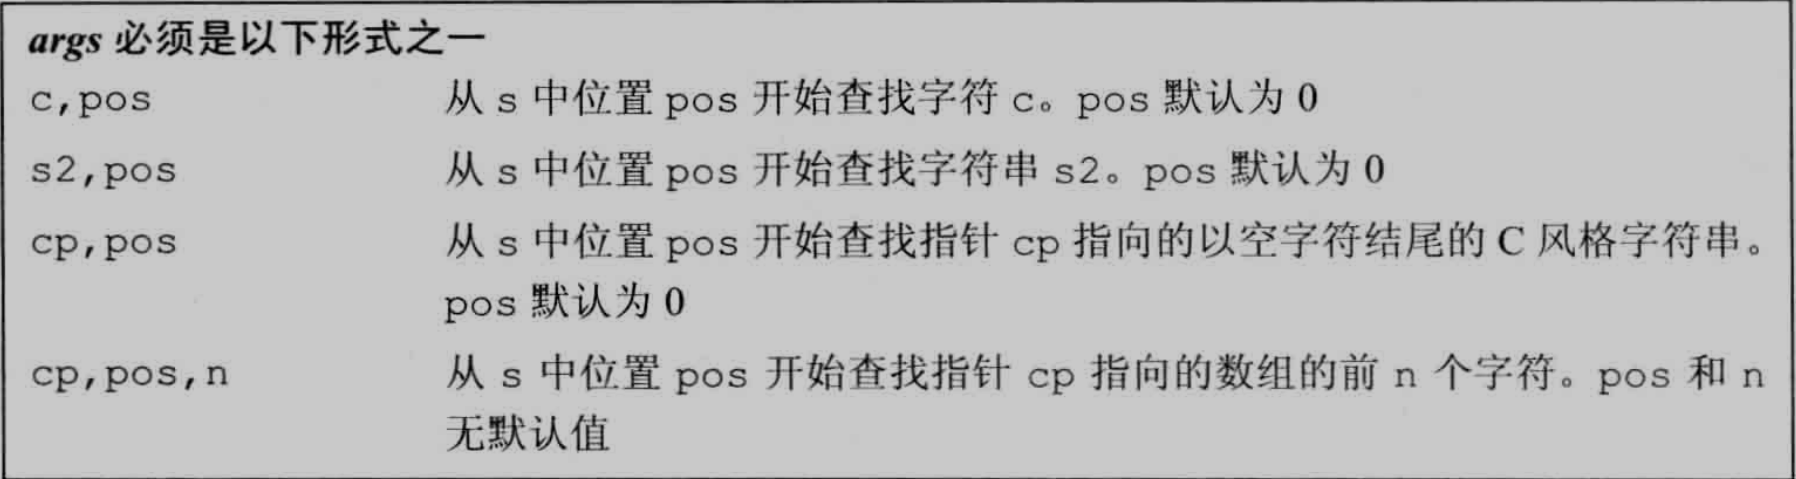 args 必须是以下形式之一
c,pos 从 s 中位置 pos 开始查找字符 c。pos 默认为 0
s2,pos 从 s 中位置 pos 开始查找字符串 s2。pos 默认为 0
cp,pos 从 s 中位置 pos 开始查找指针 cp 指向的以空字符结尾的 C 风格字符串。
pos 默认为 0
cp,pos,n 从 s 中位置 pos 开始查找指针 cp 指向的数组的前 n 个字符。pos 和 n
无默认值